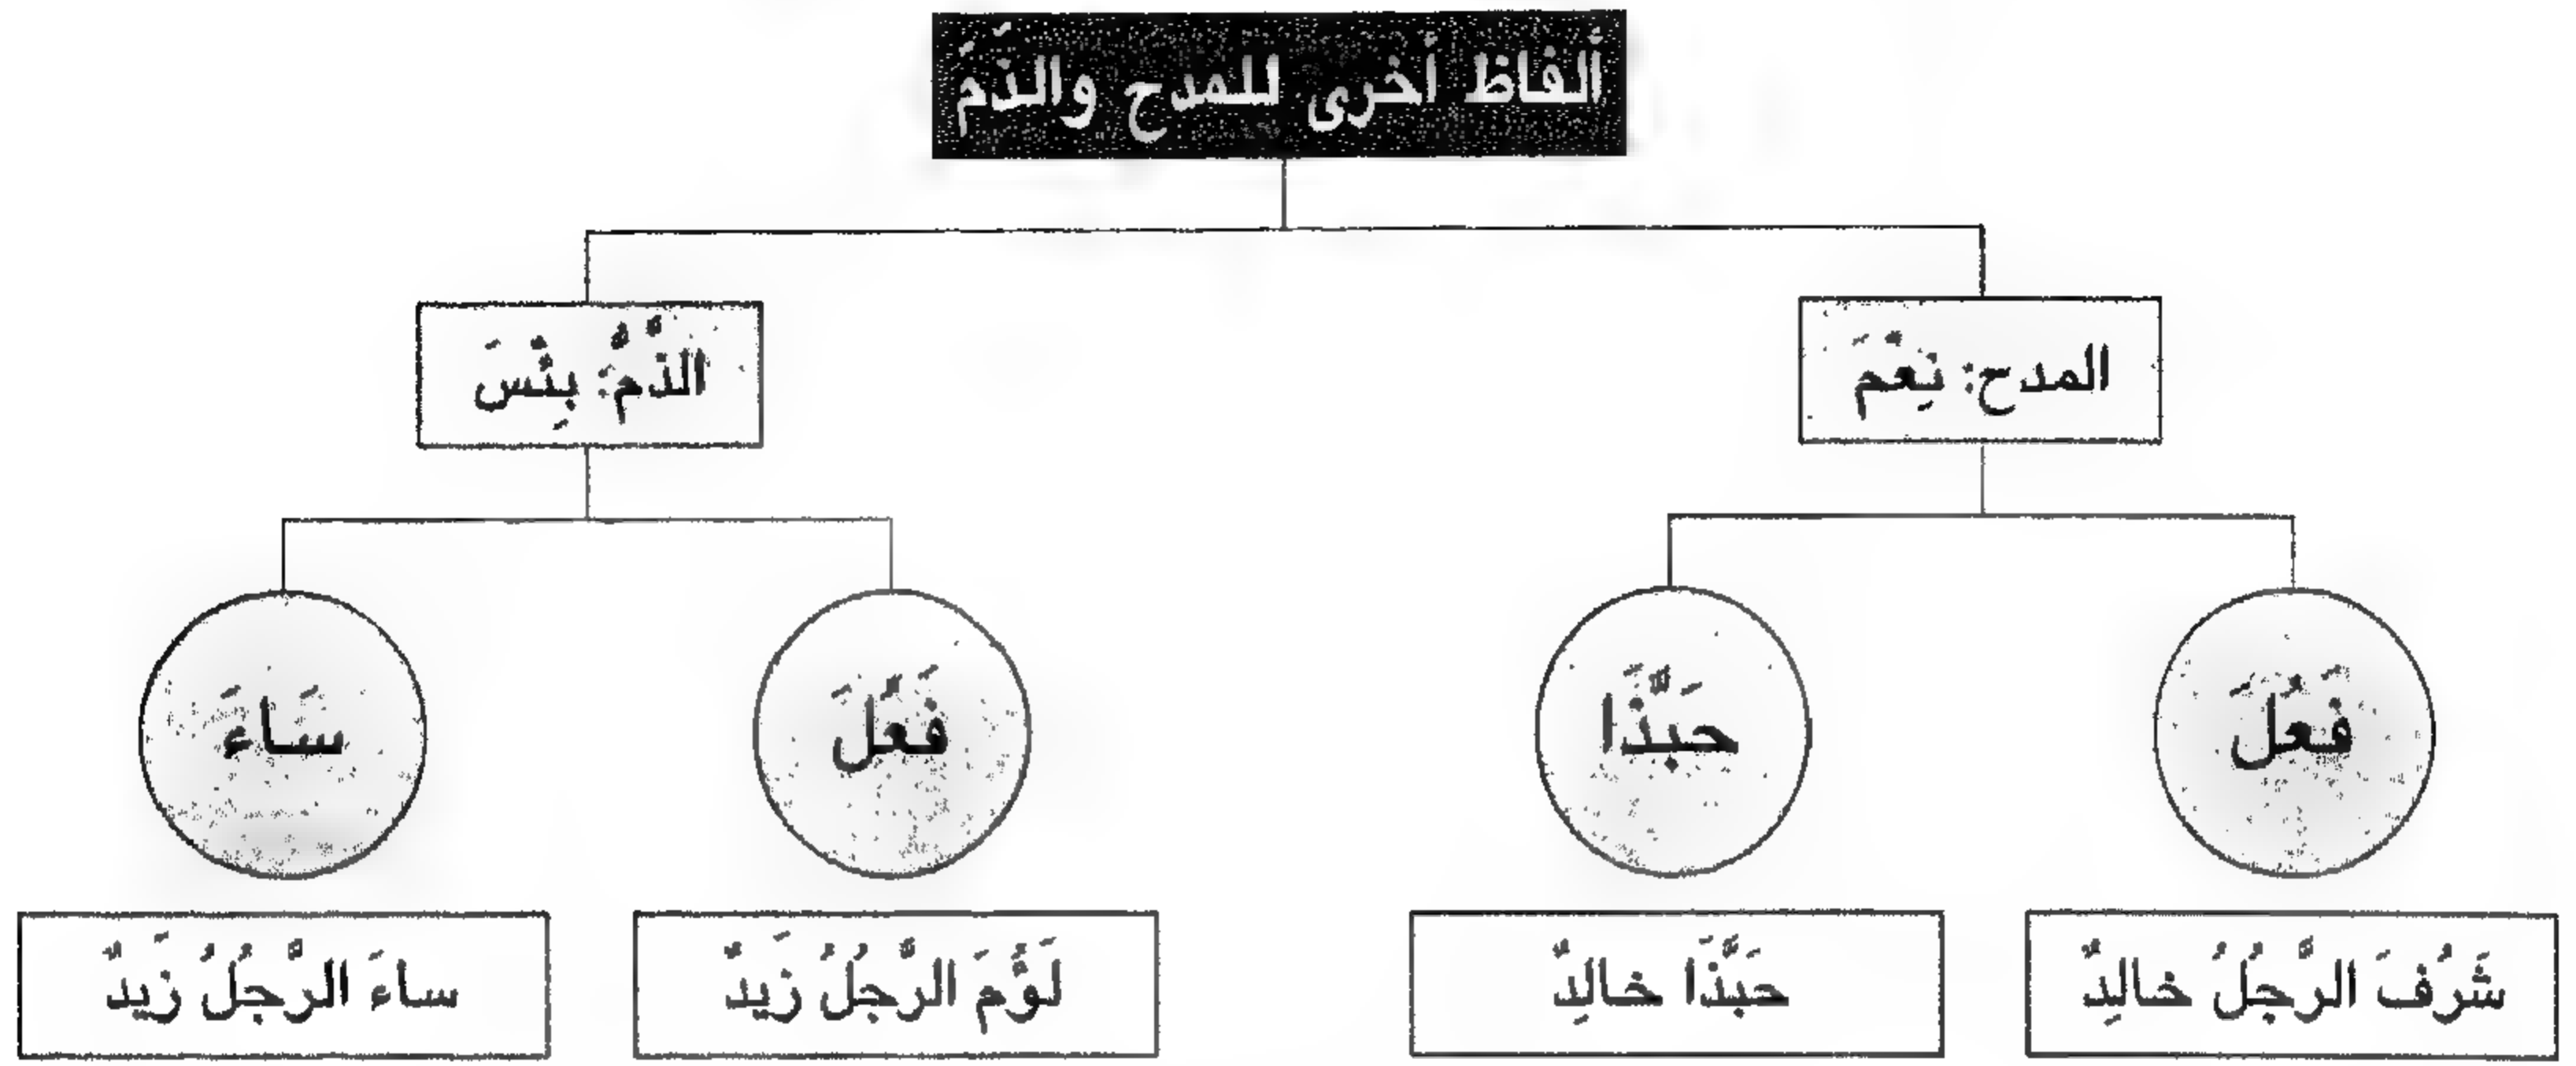 ألفاظ أخرى للمدح والذَّم
المدح: نِعْمَ
الذَّمُّ: بِئْسَ
فَعُلَ
حَبَّذَا
فَعُلَ
سَاءَ
شَرُفَ الرَّجُلُ خالِدٌ
حَبَّذَا خالِدٌ
لَؤُمَ الرَّجُلُ زَيدٌ
ساءَ الرَّجُلُ زَيدٌ